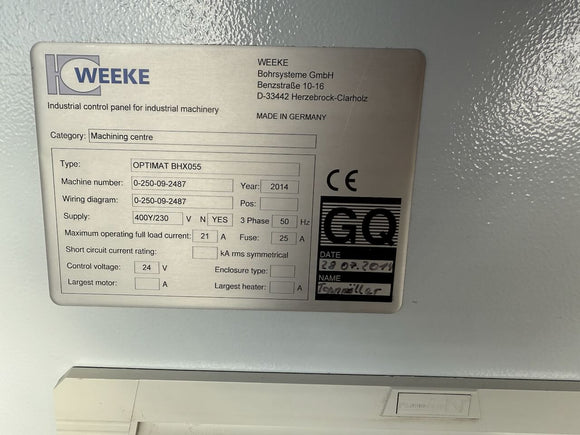 WEEKE
WEEKE
Bohrsysteme GmbH
Benzstraße 10-16
D-33442 Herzebrock-Clarholz
Industrial control panel for industrial machinery
MADE IN GERMANY
Category: Machining centre
Type: OPTIMAT BHX055
Machine number: 0-250-09-2487 Year: 2014
Wiring diagram: 0-250-09-2487 Pos:
Supply: 400Y/230 V N YES 3 Phase 50 Hz
Maximum operating full load current: 21 A Fuse: 25 A
Short circuit current rating: kA rms symmetrical
Control voltage: 24 V Enclosure type:
Largest motor: A Largest heater: A
CE
GQ
DATE
28.07.2014
NAME